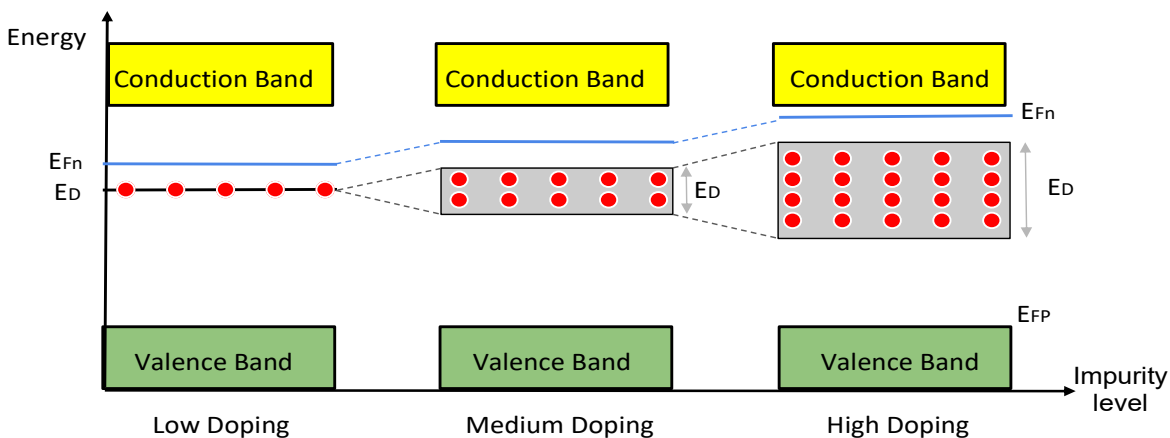 Energy
Conduction Band
Conduction Band
Conduction Band
EFn
EFn
ED
ED
ED
EFP
Valence Band
Valence Band
Valence Band
Impurity
level
Low Doping
Medium Doping
High Doping